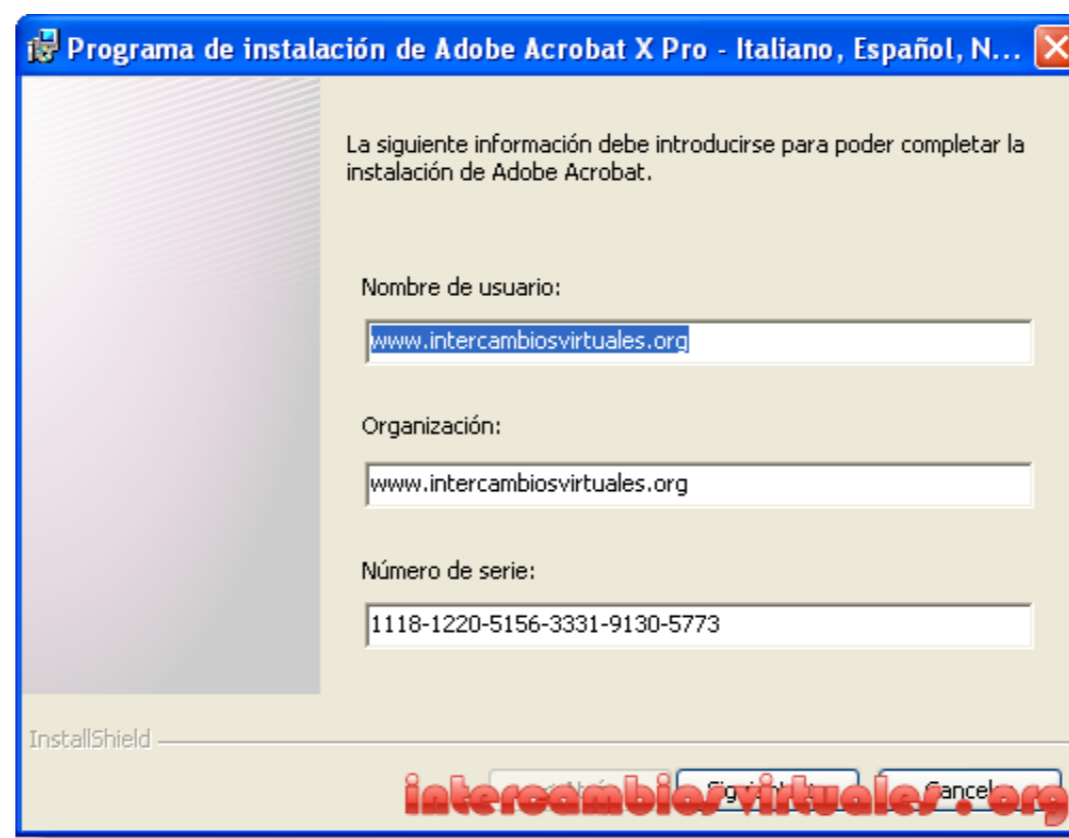 Programa de instalación de Adobe Acrobat X Pro - Italiano, Español, N...
La siguiente información debe introducirse para poder completar la
instalación de Adobe Acrobat.
Nombre de usuario:
www.intercambiosvirtuales.org
Organización:
www.intercambiosvirtuales.org
Número de serie:
1118-1220-5156-3331-9130-5773
InstallShield
intercambiosvirtuales.org